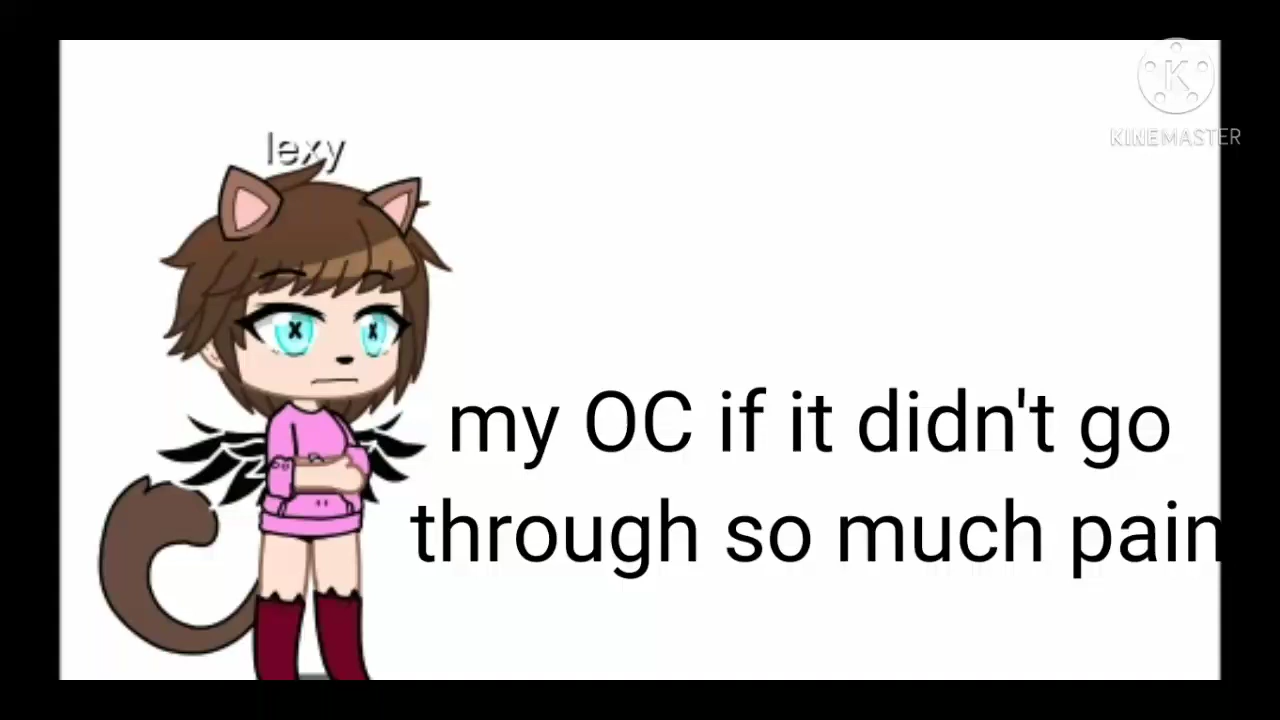 K
KINEMASTER
lexy
my OC if it didn't go
through so much pain